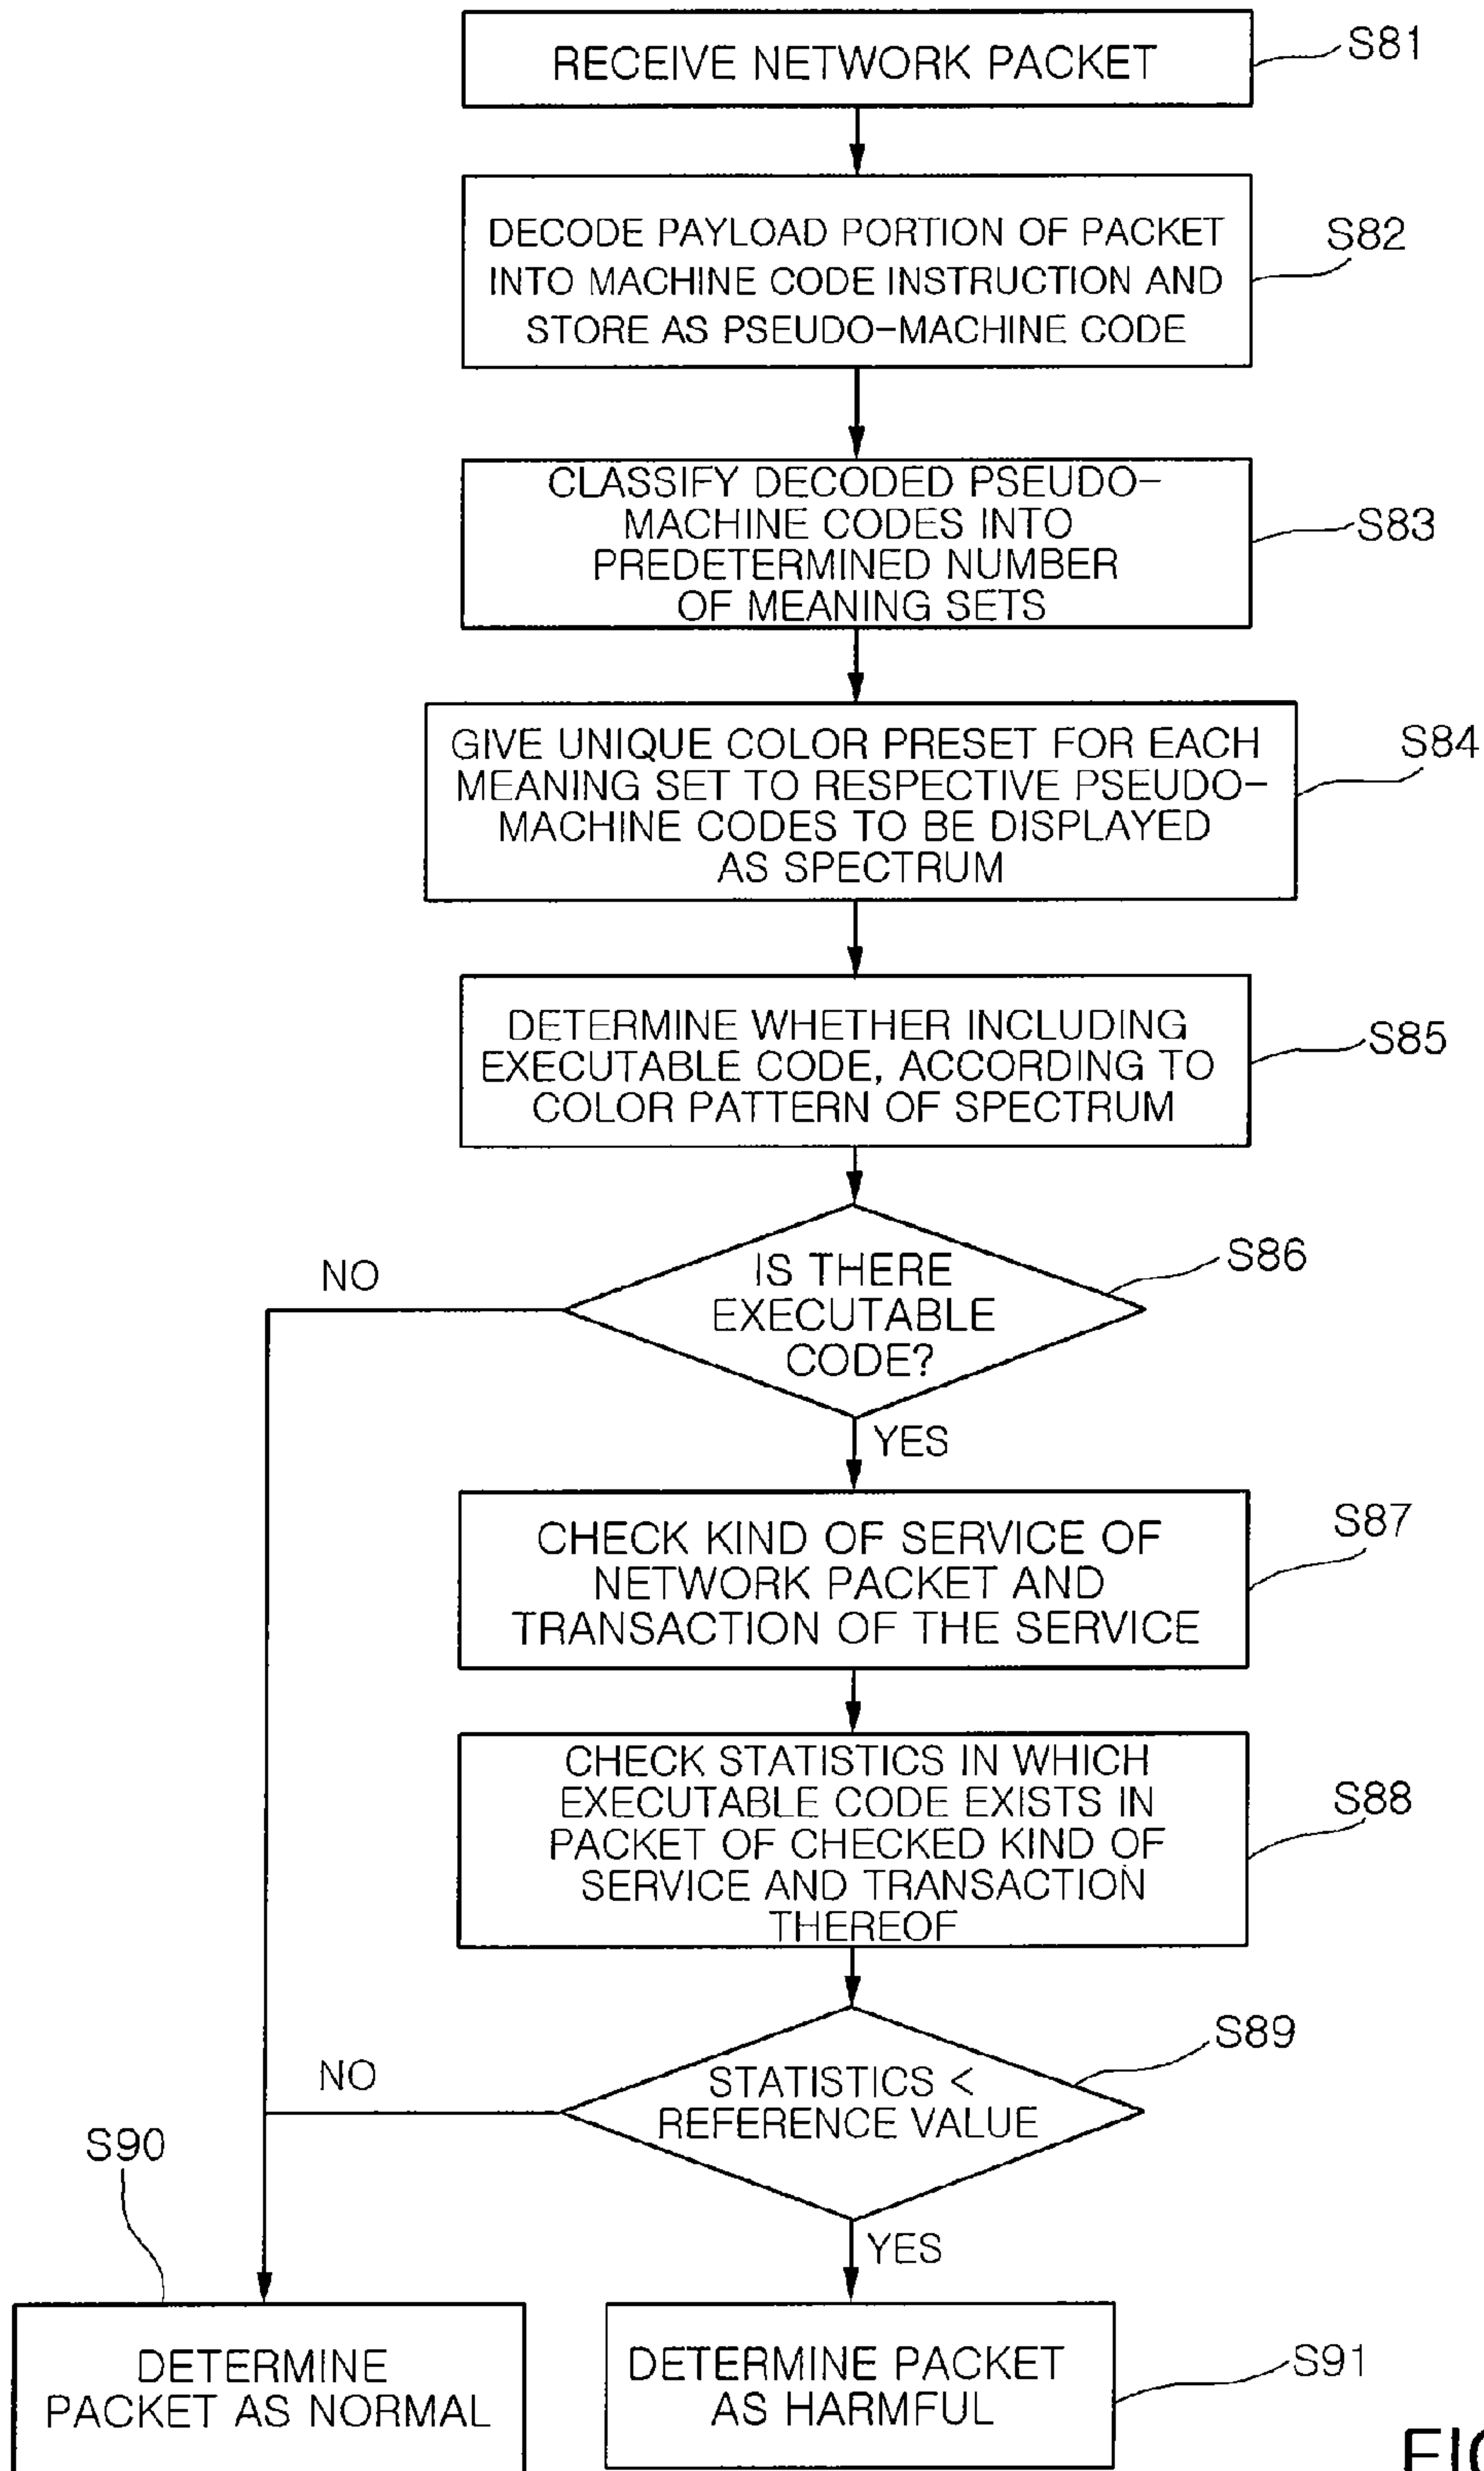 RECEIVE NETWORK PACKET
S81
DECODE PAYLOAD PORTION OF PACKET
INTO MACHINE CODE INSTRUCTION AND
STORE AS PSEUDO-MACHINE CODE
S82
CLASSIFY DECODED PSEUDO-
MACHINE CODES INTO
PREDETERMINED NUMBER
OF MEANING SETS
S83
GIVE UNIQUE COLOR PRESET FOR EACH
MEANING SET TO RESPECTIVE PSEUDO-
MACHINE CODES TO BE DISPLAYED
AS SPECTRUM
S84
DETERMINE WHETHER INCLUDING
EXECUTABLE CODE, ACCORDING TO
COLOR PATTERN OF SPECTRUM
S85
IS THERE
EXECUTABLE
CODE?
S86
NO
YES
CHECK KIND OF SERVICE OF
NETWORK PACKET AND
TRANSACTION OF THE SERVICE
S87
CHECK STATISTICS IN WHICH
EXECUTABLE CODE EXISTS IN
PACKET OF CHECKED KIND OF
SERVICE AND TRANSACTION
THEREOF
S88
STATISTICS <
REFERENCE VALUE
S89
NO
YES
S90
DETERMINE
PACKET AS NORMAL
DETERMINE PACKET
AS HARMFUL
S91